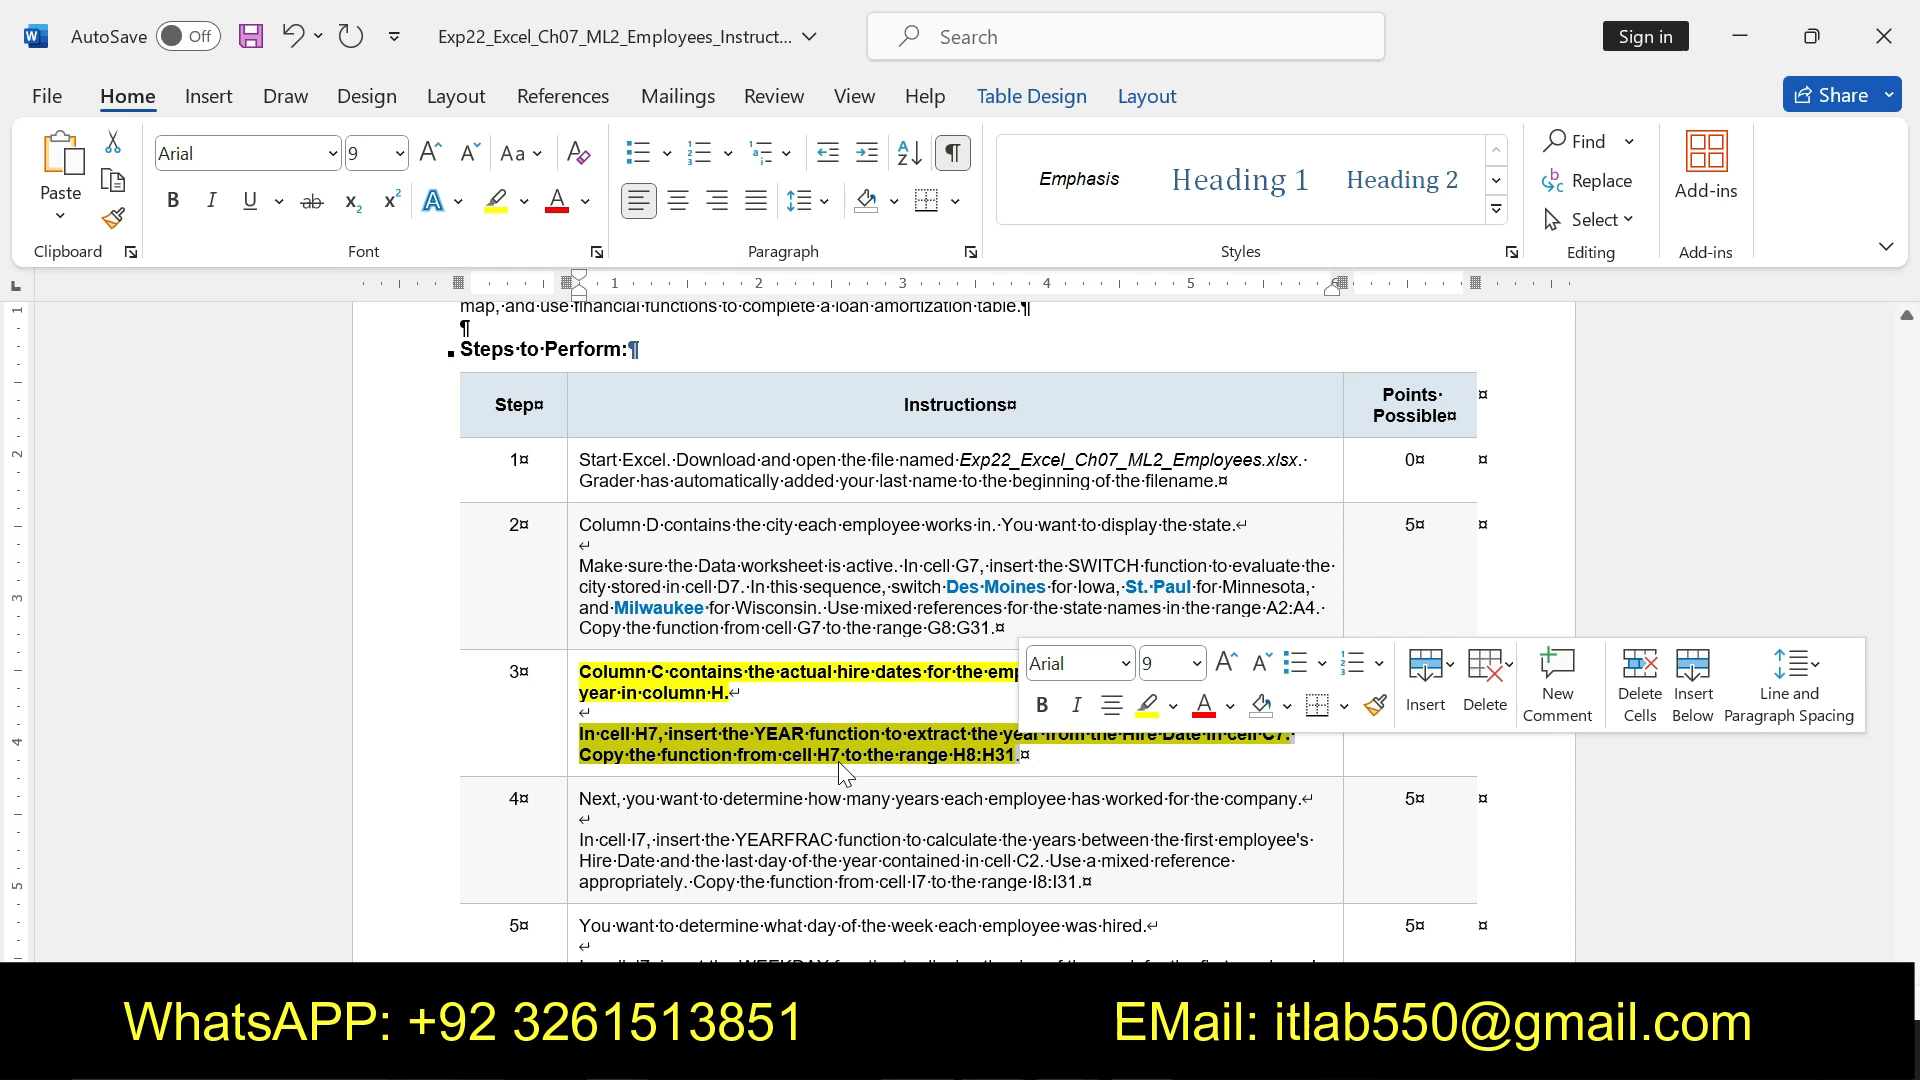 AutoSave Off Exp22_Excel_Ch07_ML2_Employees_Instruct... Search Sign in
File Home Insert Draw Design Layout References Mailings Review View Help Table Design Layout Share
Paste Arial 9 Aa Emphasis Heading 1 Heading 2 Find Replace Select Add-ins
Clipboard Font Paragraph Styles Editing Add-ins
1 2 3 4 5 6
map,·and·use·financial·functions·to·complete·a·loan·amortization·table.¶
¶
Steps·to·Perform:¶
Step¤ Instructions¤ Points· Possible¤ ¤
1¤ Start·Excel.·Download·and·open·the·file·named·Exp22_Excel_Ch07_ML2_Employees.xlsx.· 0¤ ¤
Grader·has·automatically·added·your·last·name·to·the·beginning·of·the·filename.¤
2¤ Column·D·contains·the·city·each·employee·works·in.·You·want·to·display·the·state.↵ 5¤ ¤
↵
Make·sure·the·Data·worksheet·is·active.·In·cell·G7,·insert·the·SWITCH·function·to·evaluate·the·
city·stored·in·cell·D7.·In·this·sequence,·switch·Des·Moines·for·Iowa,·St.·Paul·for·Minnesota,·
and·Milwaukee·for·Wisconsin.·Use·mixed·references·for·the·state·names·in·the·range·A2:A4.·
Copy·the·function·from·cell·G7·to·the·range·G8:G31.¤
3¤ Column·C·contains·the·actual·hire·dates·for·the
year·in·column·H.↵
↵
In·cell·H7,·insert·the·YEAR·function·to·extract·the·year·from·the·Hire·Date·in·cell·C7.·
Copy·the·function·from·cell·H7·to·the·range·H8:H31.¤
Arial 9 Insert Delete New Comment Delete Cells Insert Below Line and Paragraph Spacing
4¤ Next,·you·want·to·determine·how·many·years·each·employee·has·worked·for·the·company.↵ 5¤ ¤
↵
In·cell·I7,·insert·the·YEARFRAC·function·to·calculate·the·years·between·the·first·employee's·
Hire·Date·and·the·last·day·of·the·year·contained·in·cell·C2.·Use·a·mixed·reference·
appropriately.·Copy·the·function·from·cell·I7·to·the·range·I8:I31.¤
5¤ You·want·to·determine·what·day·of·the·week·each·employee·was·hired.↵ 5¤ ¤
↵
WhatsAPP: +92 3261513851 EMail: itlab550@gmail.com